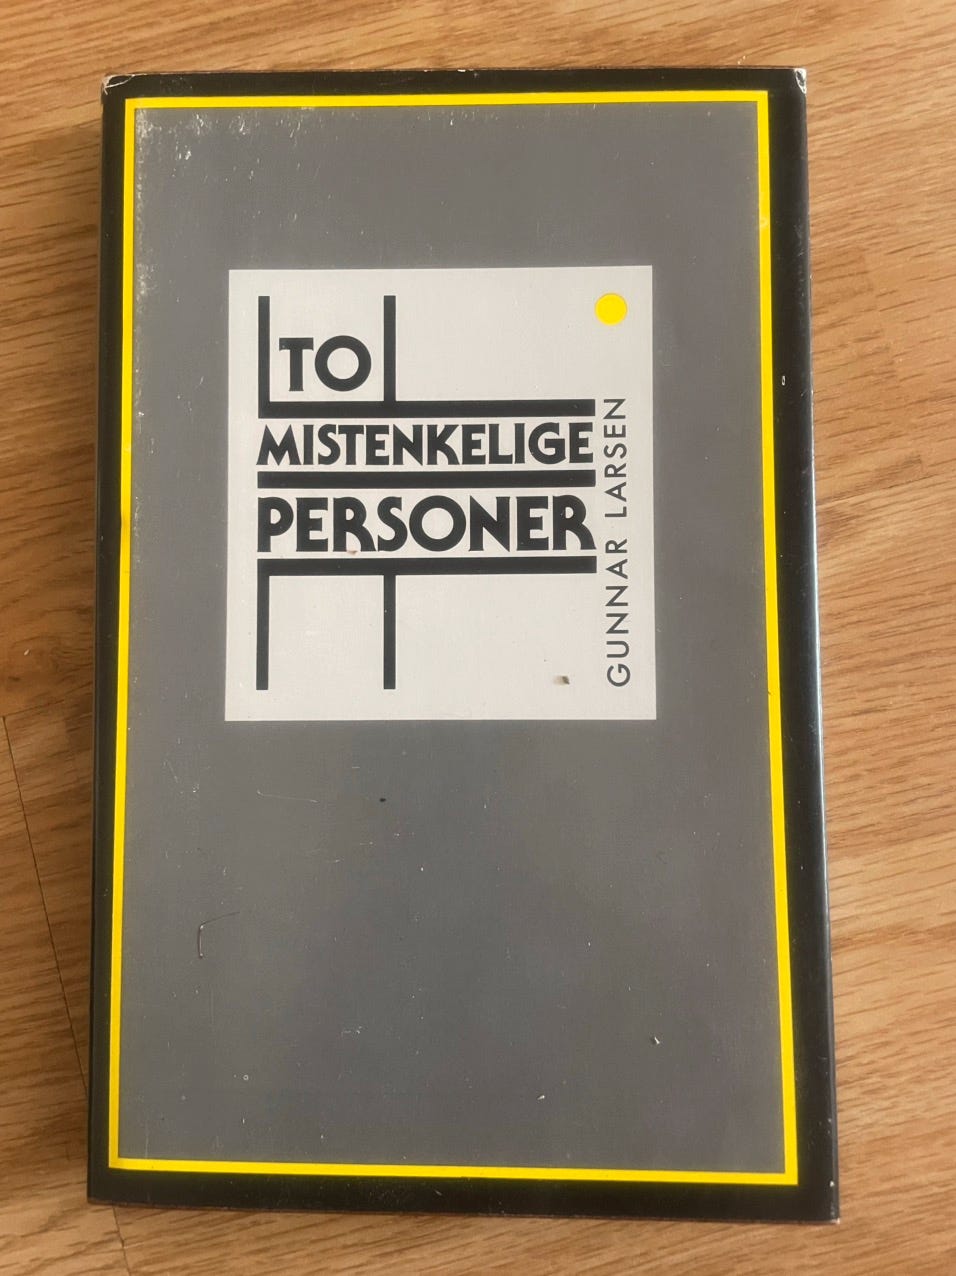 TO
MISTENKELIGE
PERSONER
GUNNAR LARSEN